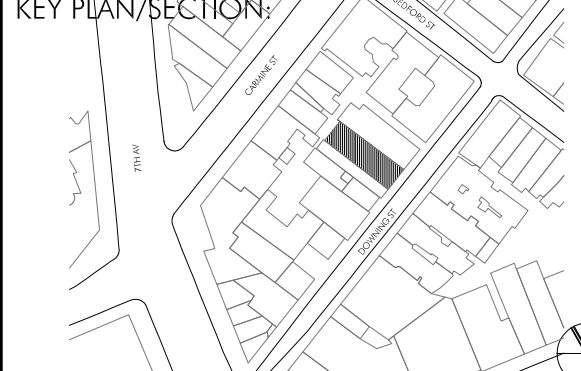 KEY PLAN/SECTION:
BEDFORD ST
CARMINE ST
7TH AV
DOWNING ST